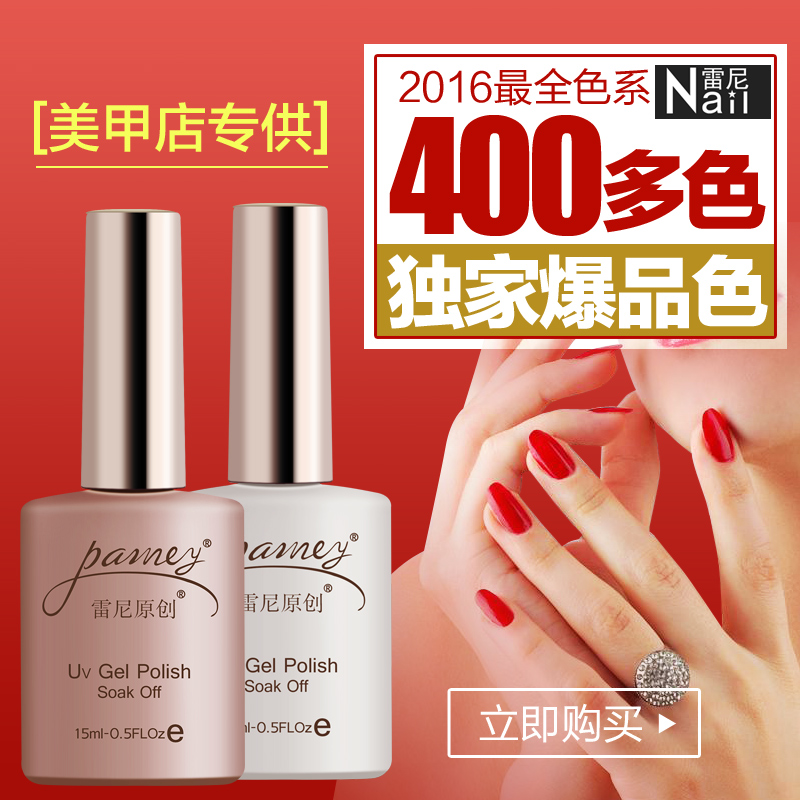 [美甲店专供]
2016最全色系
雷尼
Nail
400多色
独家爆品色
pamey®
雷尼原创®
Uv Gel Polish
Soak Off
15ml-0.5FLOz e
amey®
雷尼原创®
Gel Polish
Soak Off
ml-0.5FLOz e
立即购买